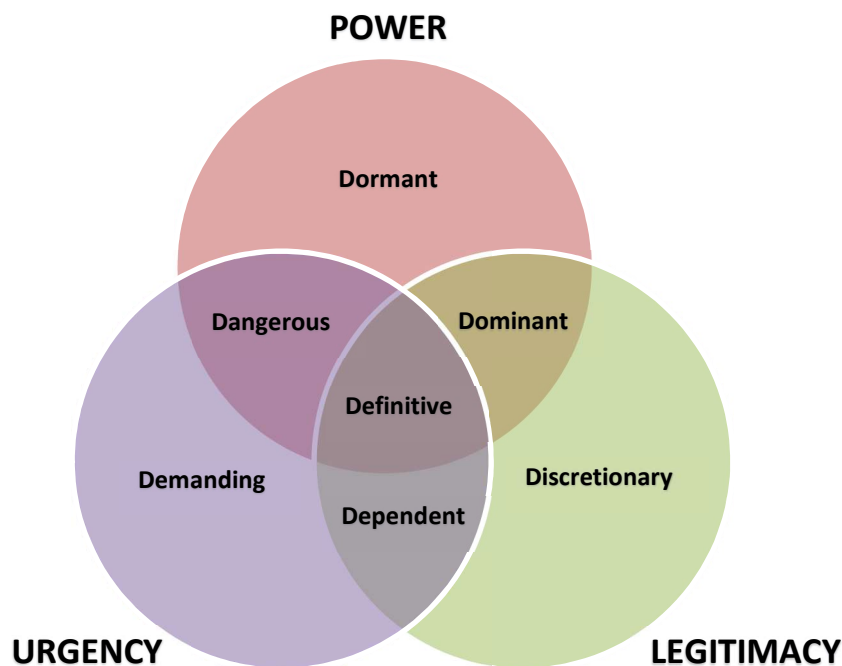 POWER
Dormant
Dangerous
Dominant
Definitive
Demanding
Discretionary
Dependent
URGENCY
LEGITIMACY